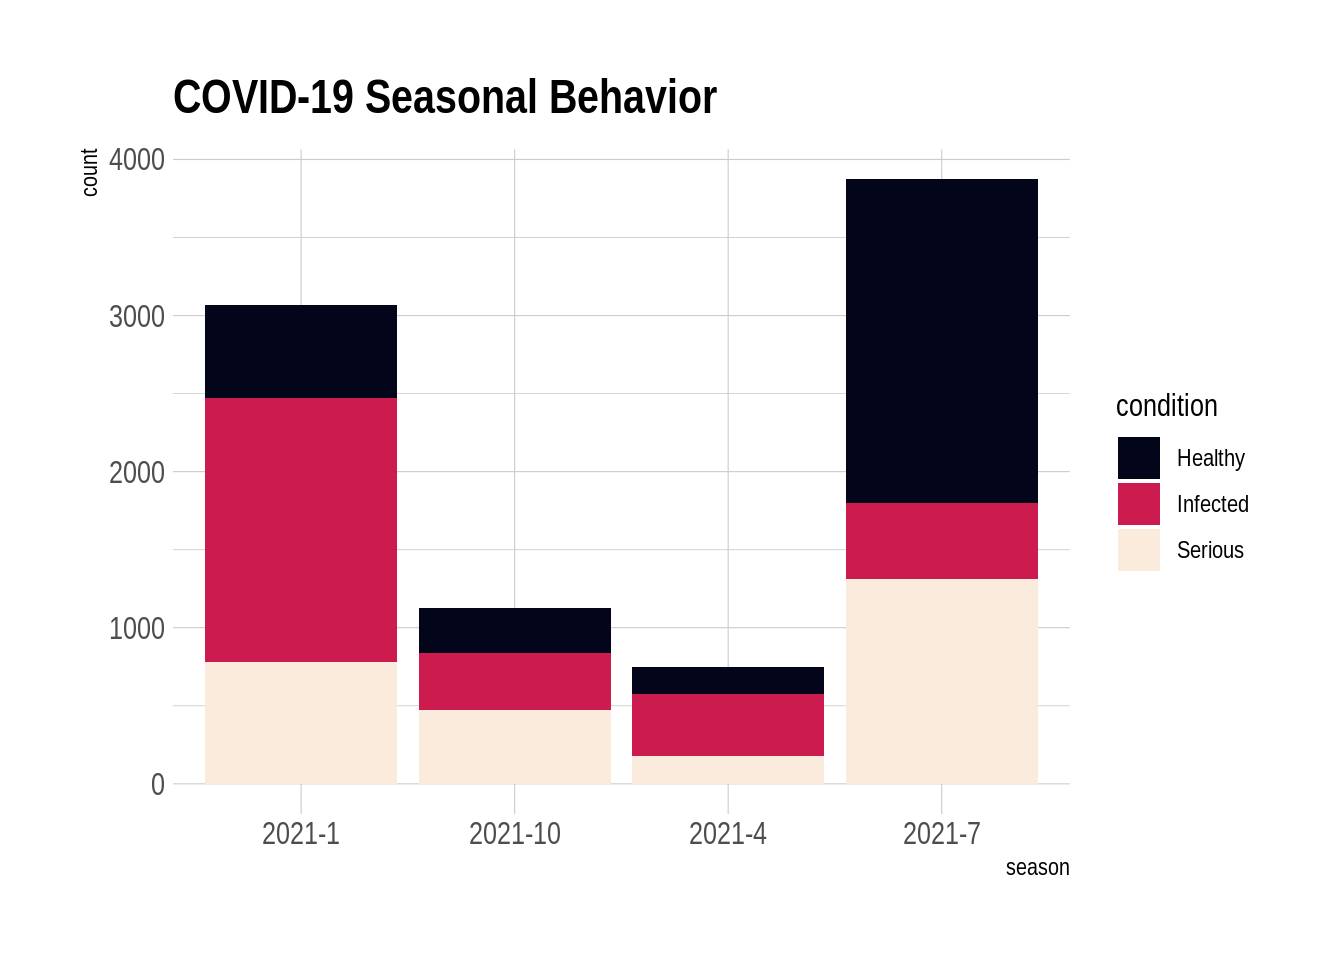 COVID-19 Seasonal Behavior
count
4000
3000
2000
1000
0
2021-1
2021-10
2021-4
2021-7
season
condition
Healthy
Infected
Serious